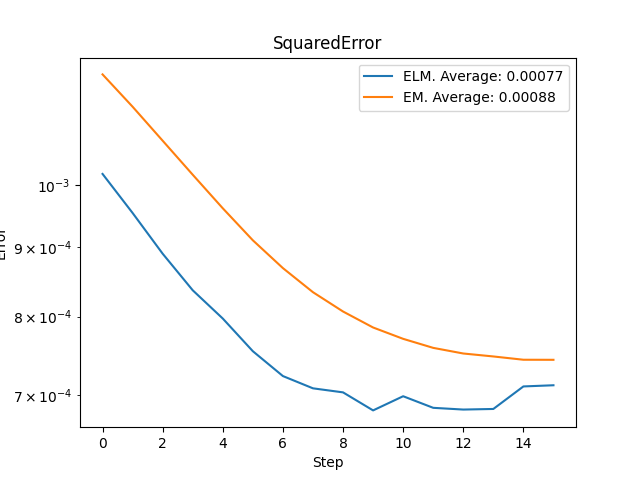 SquaredError
ELM. Average: 0.00077
EM. Average: 0.00088
10⁻³
9 × 10⁻⁴
8 × 10⁻⁴
7 × 10⁻⁴
Error
0 2 4 6 8 10 12 14
Step